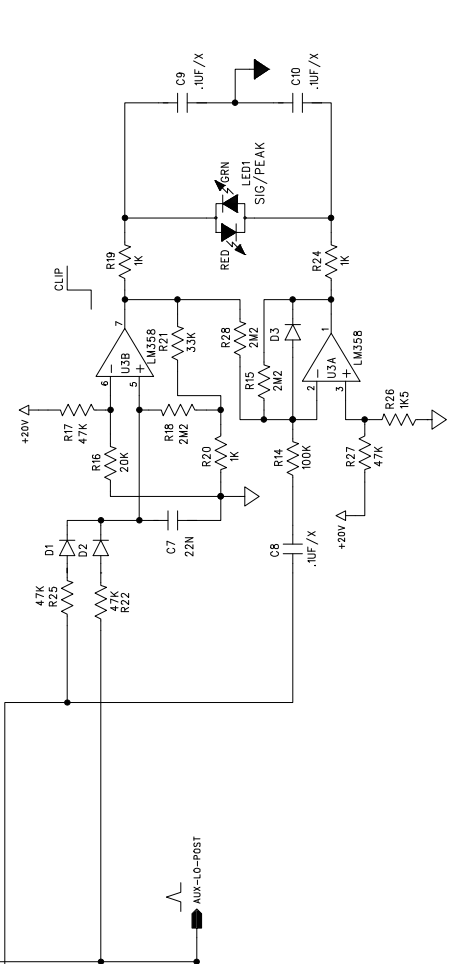 C9
.1UF/X
C10
.1UF/X
GRN
LED1
SIG/PEAK
RED
R19
1K
R24
1K
CLIP
7
U3B
LM358
6
5
R21
33K
R28
2M2
R15
2M2
D3
1
U3A
LM358
2
3
+20V
R17
47K
R16
20K
R18
2M2
R20
1K
R14
100K
R26
1K5
R27
47K
+20V
D1
D2
C7
22N
C8
.1UF/X
47K
R25
47K
R22
AUX-LO-POST